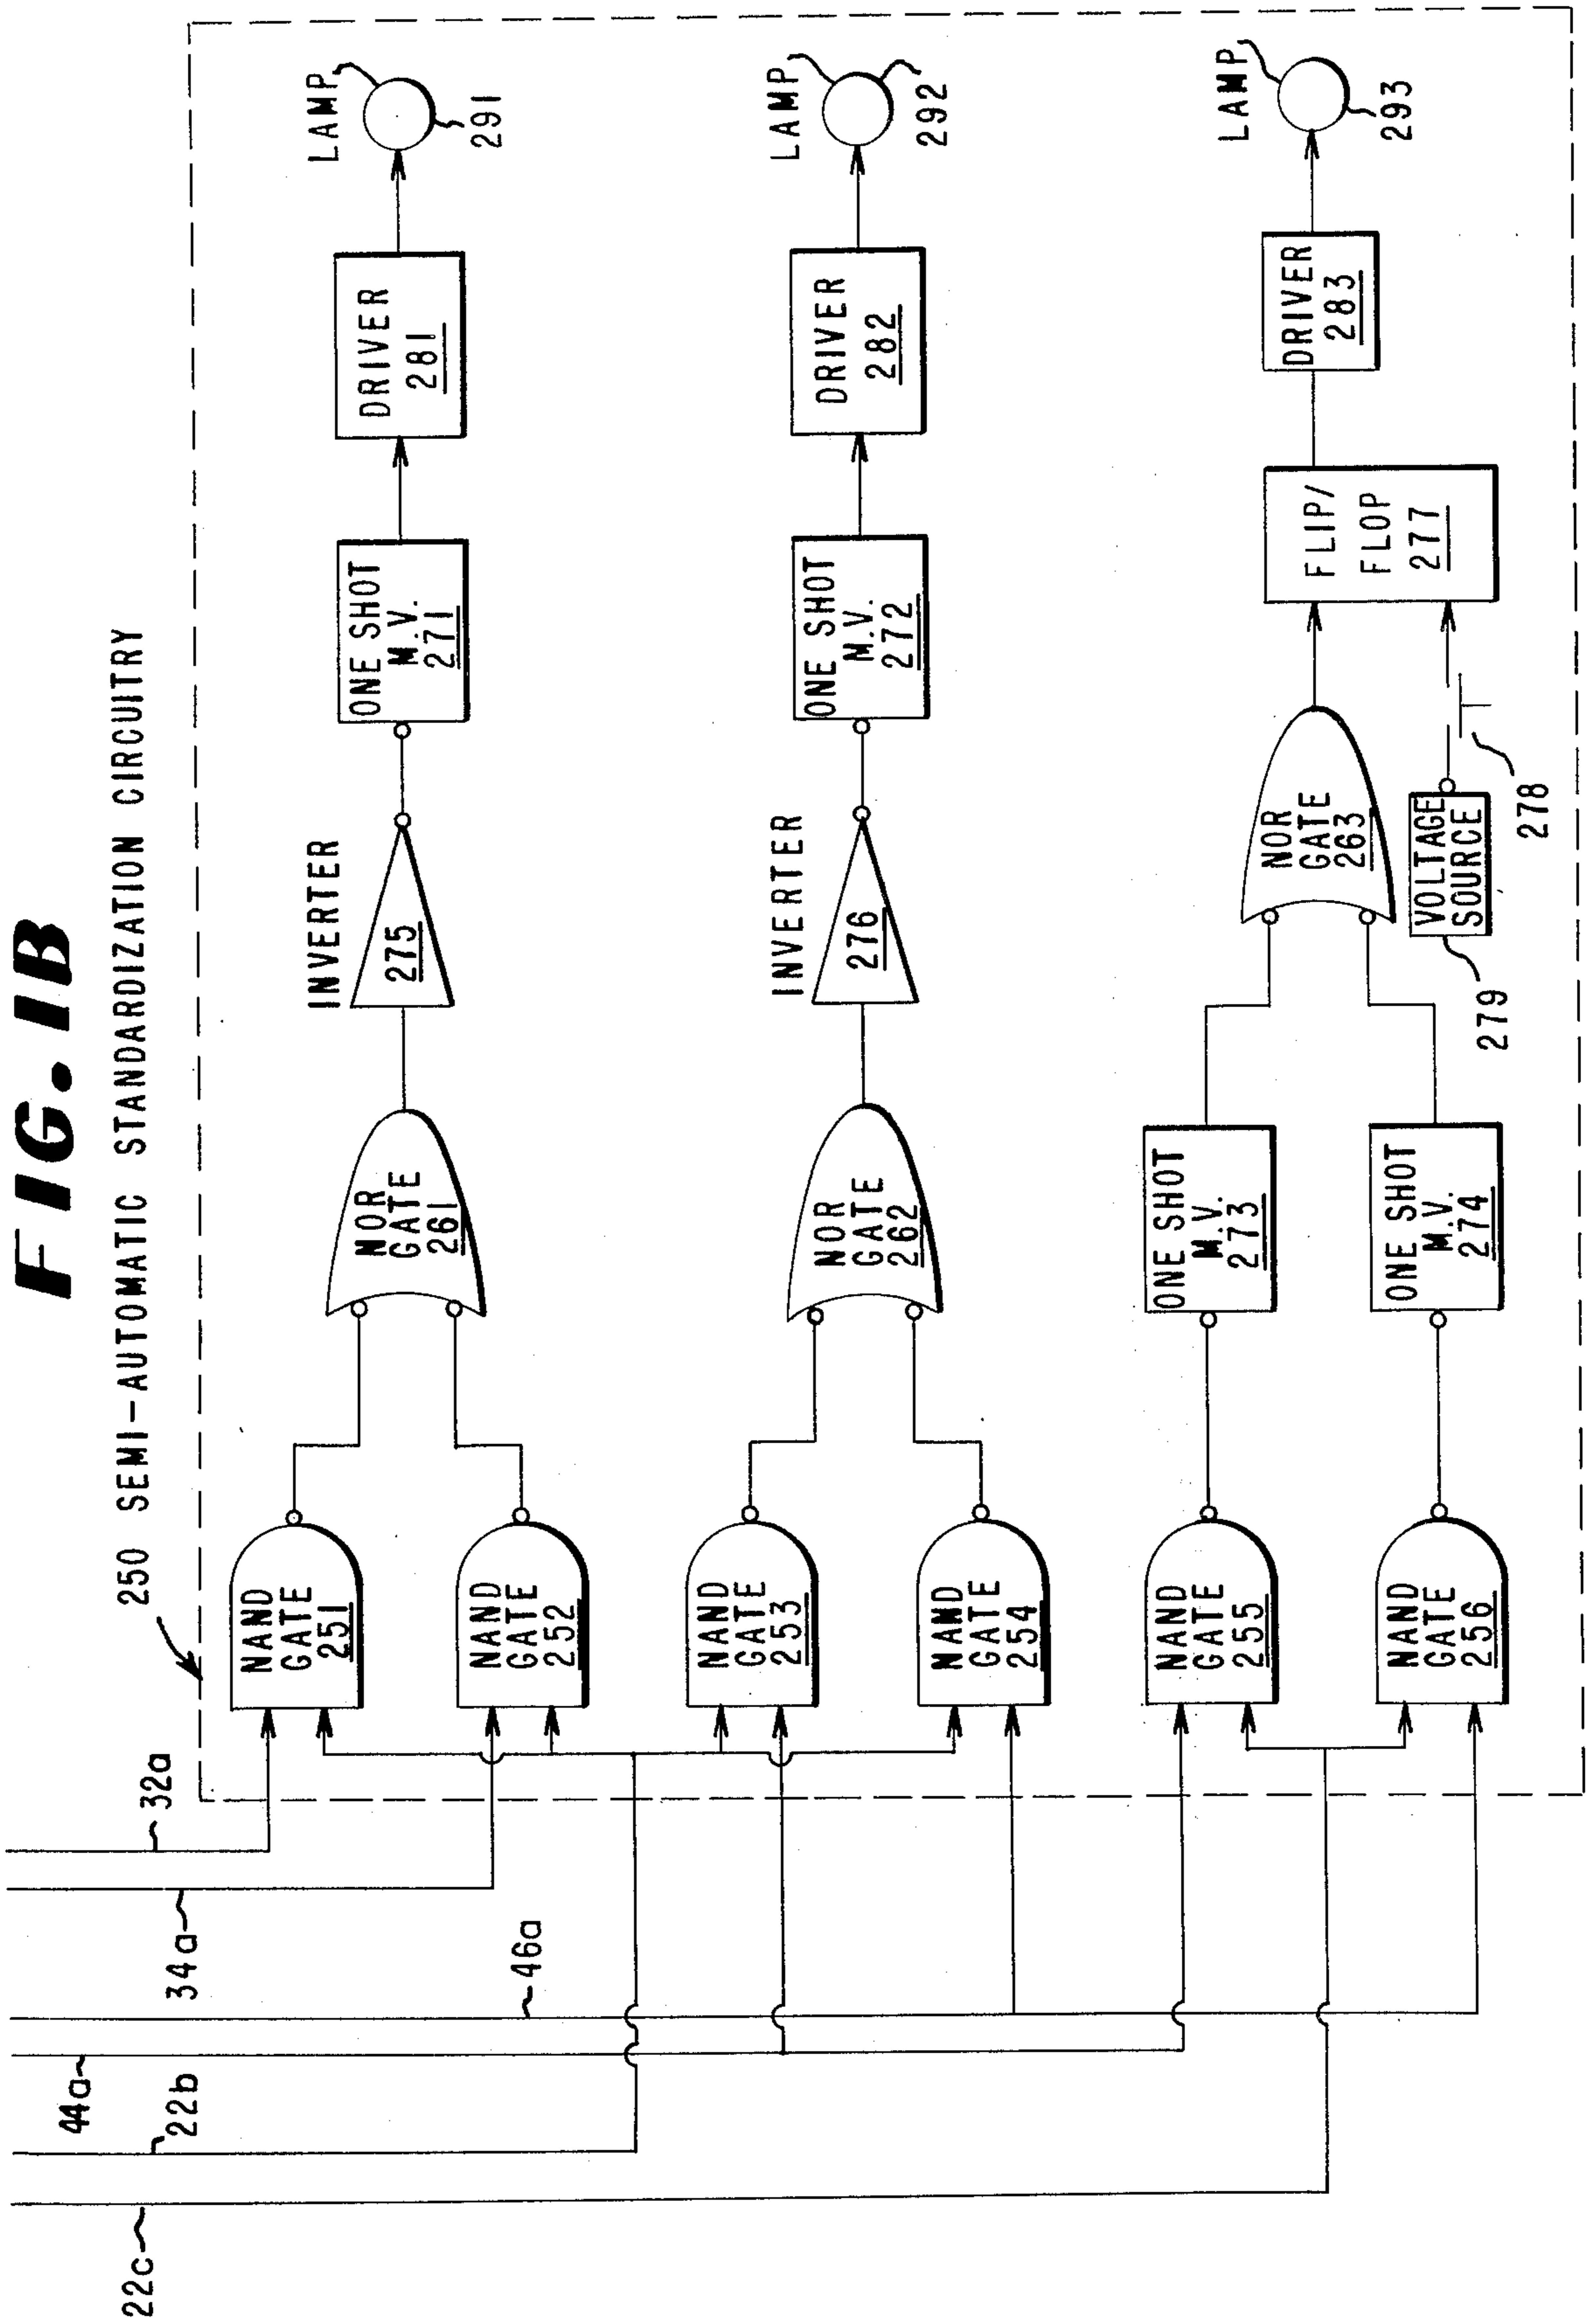 FIG. 1B
250 SEMI-AUTOMATIC STANDARDIZATION CIRCUITRY
32a
34a
46a
44a
22b
22c
NAND
GATE
251
NAND
GATE
252
NAND
GATE
253
NAND
GATE
254
NAND
GATE
255
NAND
GATE
256
NOR
GATE
261
INVERTER
275
ONE SHOT
M.V.
271
DRIVER
281
LAMP
291
NOR
GATE
262
INVERTER
276
ONE SHOT
M.V.
272
DRIVER
282
LAMP
292
ONE SHOT
M.V.
273
ONE SHOT
M.V.
274
NOR
GATE
263
VOLTAGE
SOURCE
279
278
FLIP/
FLOP
277
DRIVER
283
LAMP
293